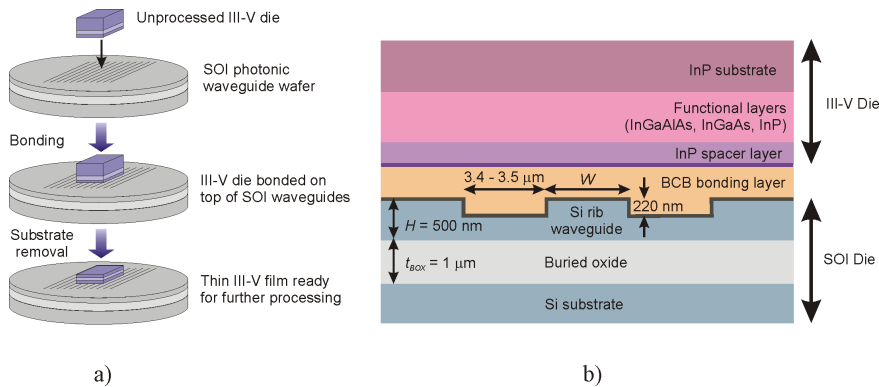 Unprocessed III-V die
SOI photonic
waveguide wafer
Bonding
III-V die bonded on
top of SOI waveguides
Substrate
removal
Thin III-V film ready
for further processing
a)
InP substrate
Functional layers
(InGaAlAs, InGaAs, InP)
InP spacer layer
3.4 - 3.5 μm
W
BCB bonding layer
220 nm
H = 500 nm
Si rib
waveguide
tBOX = 1 μm
Buried oxide
Si substrate
III-V Die
SOI Die
b)